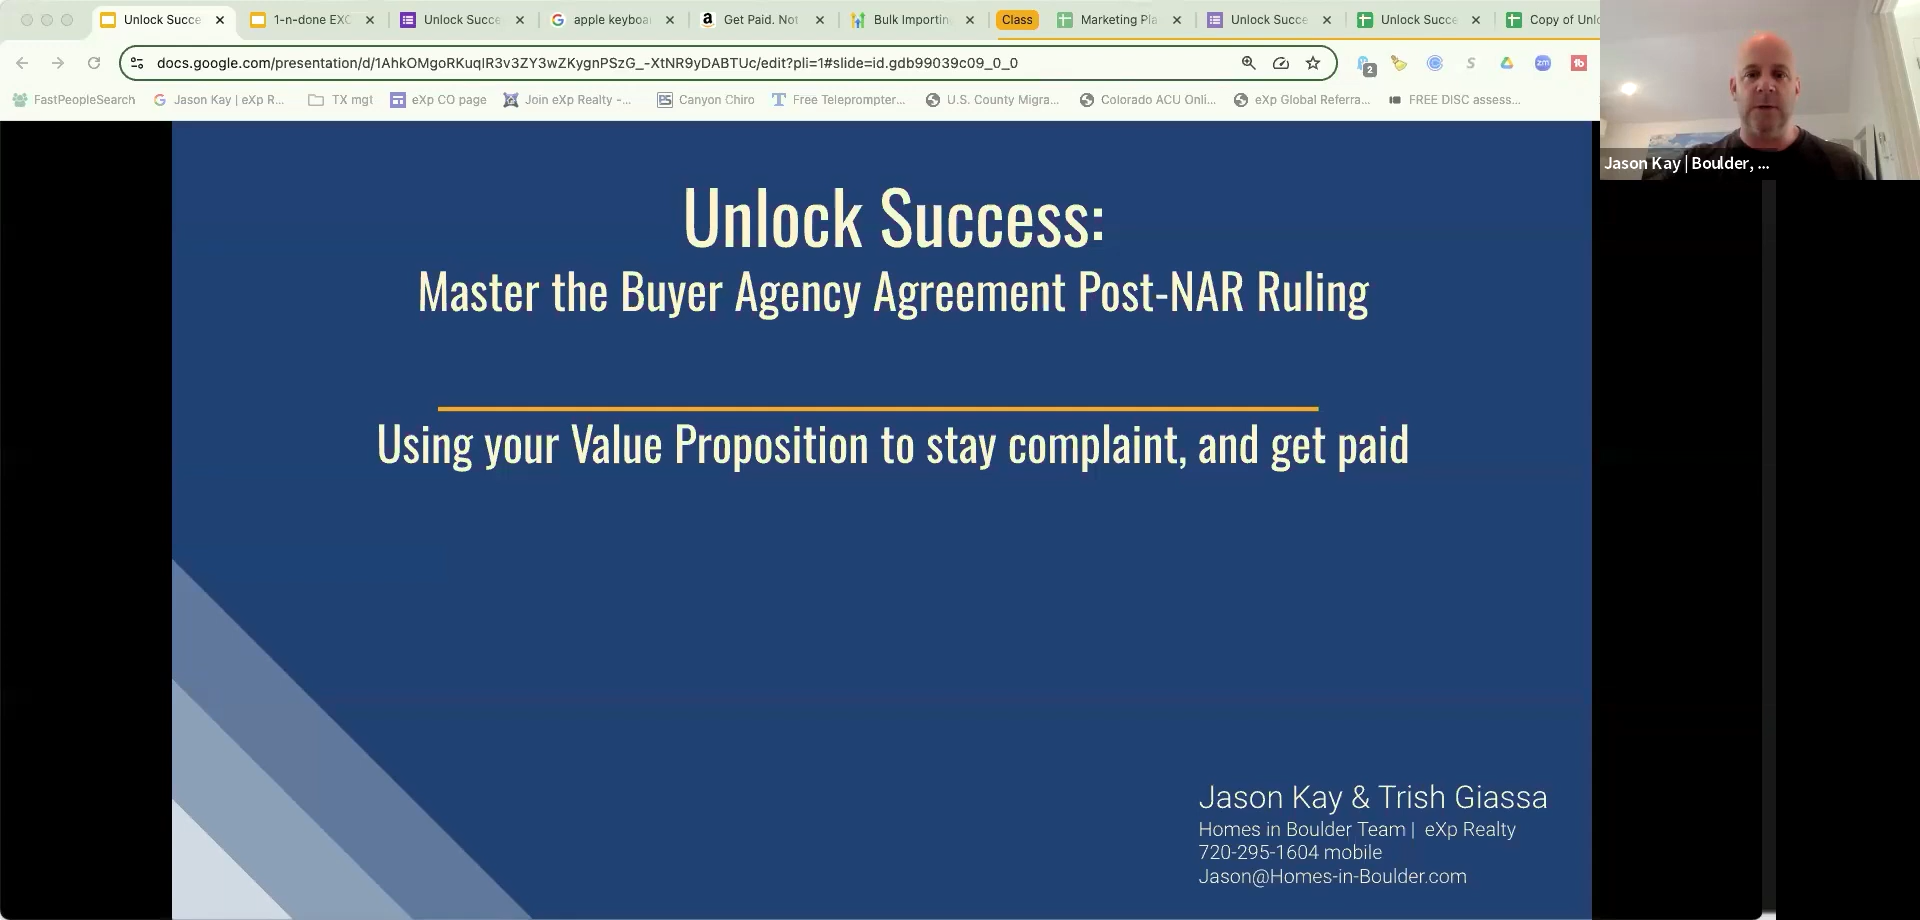 Unlock Succe
1-n-done EXC
Unlock Succe
apple keyboa
Get Paid. Not
Bulk Importin
Class
Marketing Pla
Unlock Succe
Unlock Succe
Copy of Unlo
docs.google.com/presentation/d/1AhkOMgoRKuqIR3v3ZY3wZKygnPSzG_-XtNR9yDABTUc/edit?pli=1#slide=id.gdb99039c09_0_0
2
FastPeopleSearch
Jason Kay | eXp R...
TX mgt
eXp CO page
Join eXp Realty -...
Canyon Chiro
Free Teleprompter...
U.S. County Migra...
Colorado ACU Onli...
eXp Global Referra...
FREE DISC assess...
Jason Kay | Boulder, ...
Unlock Success:
Master the Buyer Agency Agreement Post-NAR Ruling
Using your Value Proposition to stay complaint, and get paid
Jason Kay & Trish Giassa
Homes in Boulder Team | eXp Realty
720-295-1604 mobile
Jason@Homes-in-Boulder.com